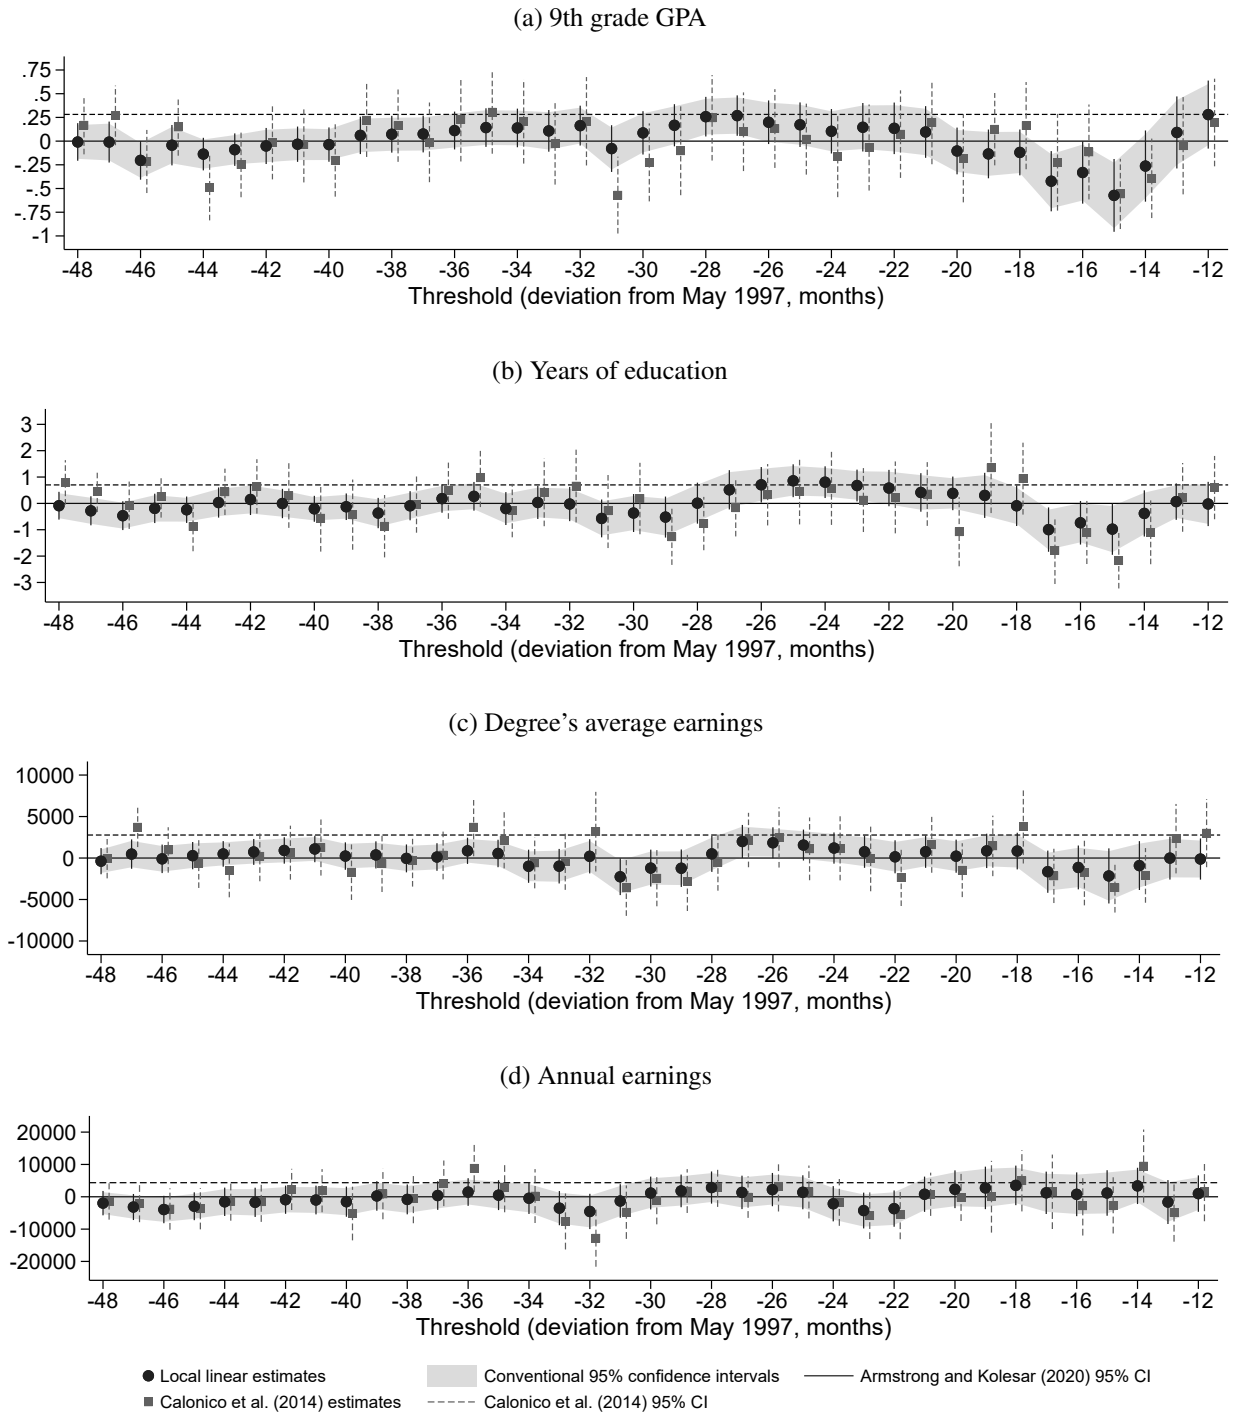 (a) 9th grade GPA
.75
.5
.25
0
-.25
-.5
-.75
-1
-48 -46 -44 -42 -40 -38 -36 -34 -32 -30 -28 -26 -24 -22 -20 -18 -16 -14 -12
Threshold (deviation from May 1997, months)
(b) Years of education
3
2
1
0
-1
-2
-3
-48 -46 -44 -42 -40 -38 -36 -34 -32 -30 -28 -26 -24 -22 -20 -18 -16 -14 -12
Threshold (deviation from May 1997, months)
(c) Degree's average earnings
10000
5000
0
-5000
-10000
-48 -46 -44 -42 -40 -38 -36 -34 -32 -30 -28 -26 -24 -22 -20 -18 -16 -14 -12
Threshold (deviation from May 1997, months)
(d) Annual earnings
20000
10000
0
-10000
-20000
-48 -46 -44 -42 -40 -38 -36 -34 -32 -30 -28 -26 -24 -22 -20 -18 -16 -14 -12
Threshold (deviation from May 1997, months)
Local linear estimates Conventional 95% confidence intervals Armstrong and Kolesar (2020) 95% CI
Calonico et al. (2014) estimates Calonico et al. (2014) 95% CI